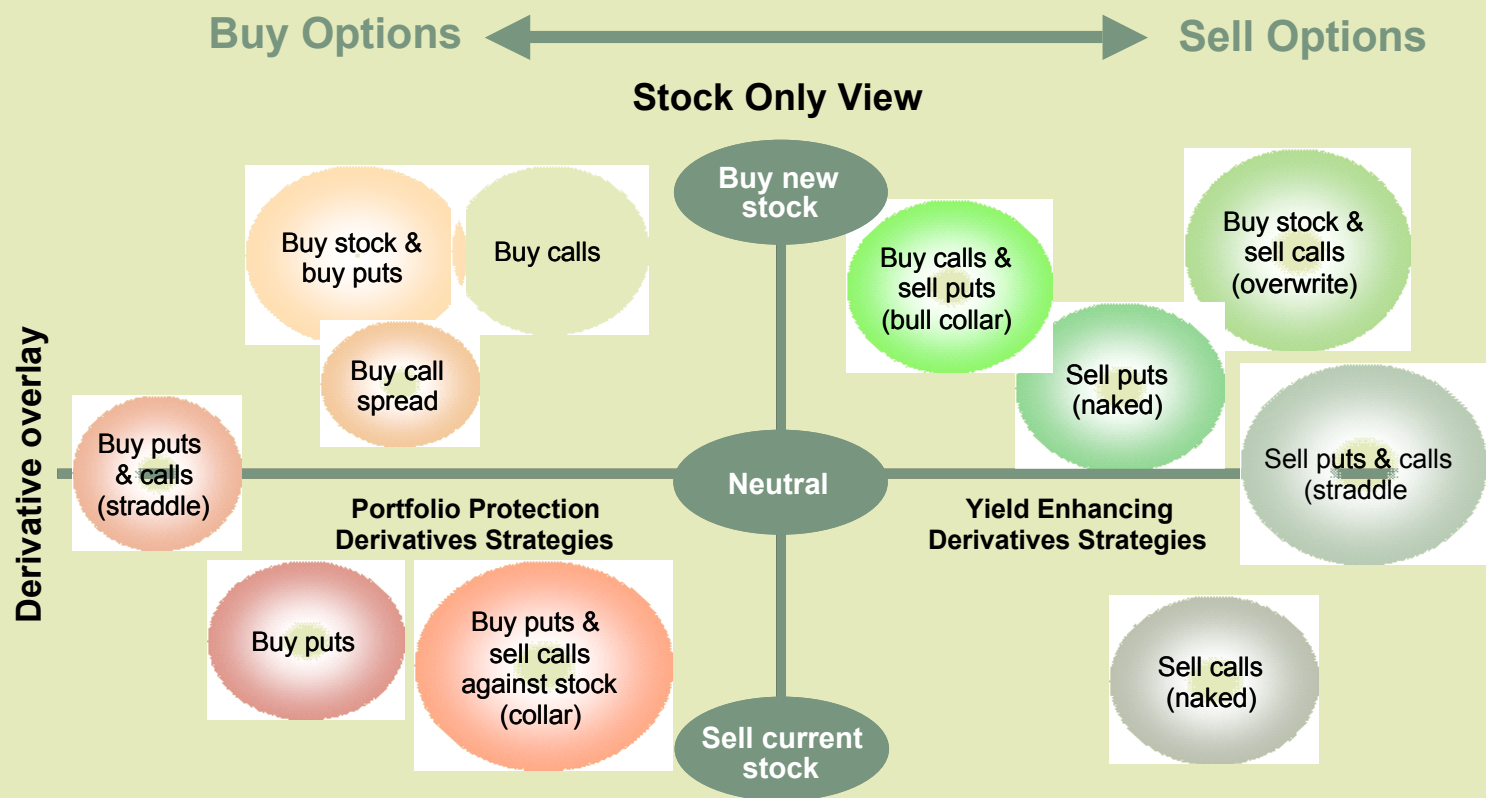 Buy Options
Sell Options
Stock Only View
Buy new
stock
Buy stock &
buy puts
Buy calls
Buy calls &
sell puts
(bull collar)
Buy stock &
sell calls
(overwrite)
Buy call
spread
Sell puts
(naked)
Derivative overlay
Buy puts
& calls
(straddle)
Neutral
Sell puts & calls
(straddle
Portfolio Protection
Derivatives Strategies
Yield Enhancing
Derivatives Strategies
Buy puts
Buy puts &
sell calls
against stock
(collar)
Sell calls
(naked)
Sell current
stock